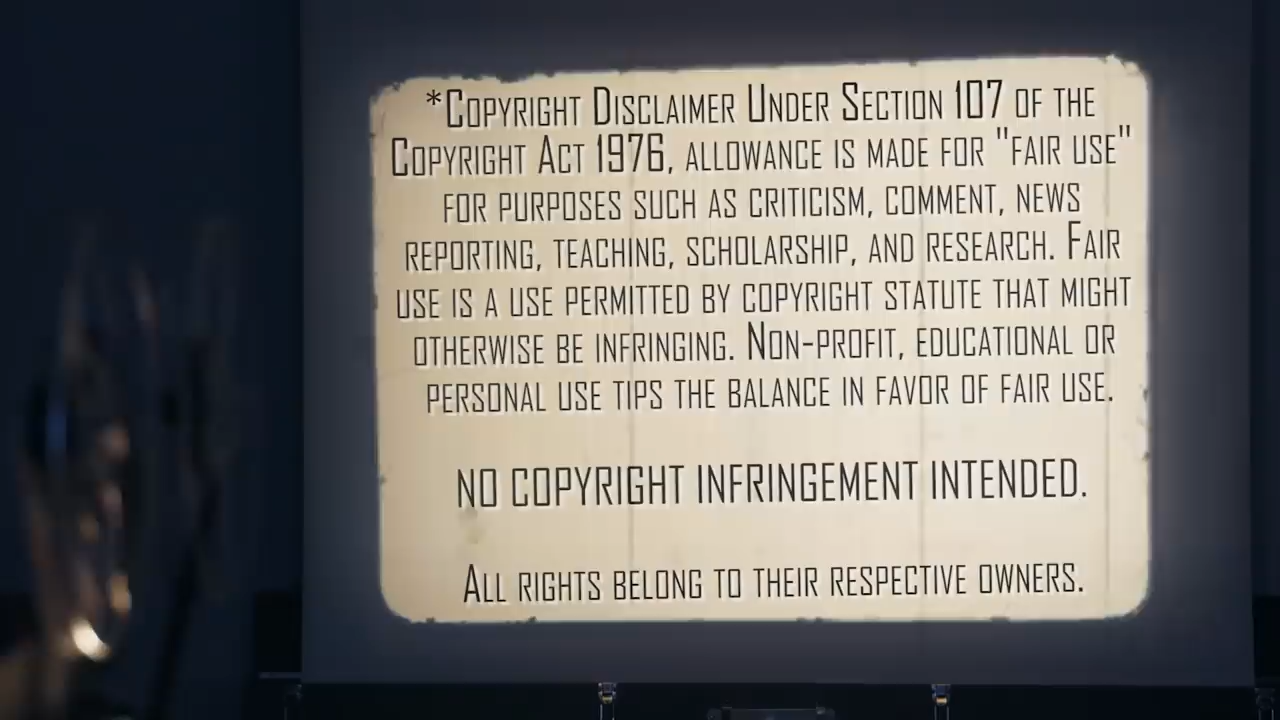 *Copyright Disclaimer Under Section 107 of the
Copyright Act 1976, allowance is made for "fair use"
for purposes such as criticism, comment, news
reporting, teaching, scholarship, and research. Fair
use is a use permitted by copyright statute that might
otherwise be infringing. Non-profit, educational or
personal use tips the balance in favor of fair use.
NO COPYRIGHT INFRINGEMENT INTENDED.
All rights belong to their respective owners.